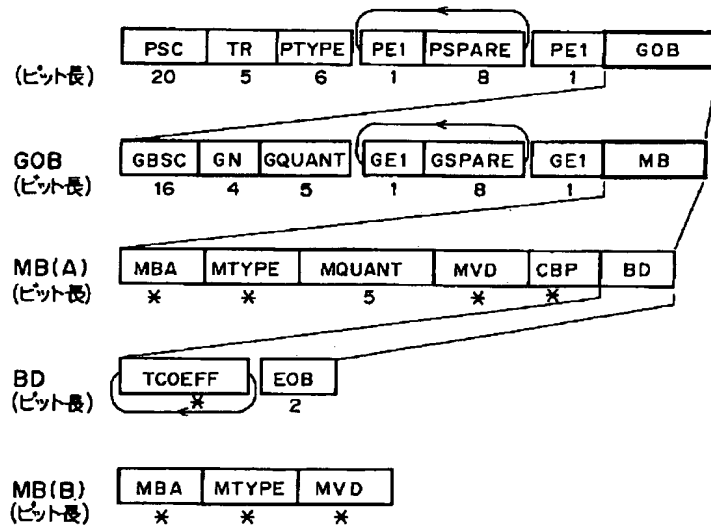 PSC TR PTYPE PE1 PSPARE PE1 GOB
(ビット長) 20 5 6 1 8 1
GOB GBSC GN GQUANT GE1 GSPARE GE1 MB
(ビット長) 16 4 5 1 8 1
MB(A) MBA MTYPE MQUANT MVD CBP BD
(ビット長) * * 5 * *
BD TCOEFF EOB
(ビット長) * 2
MB(B) MBA MTYPE MVD
(ビット長) * * *